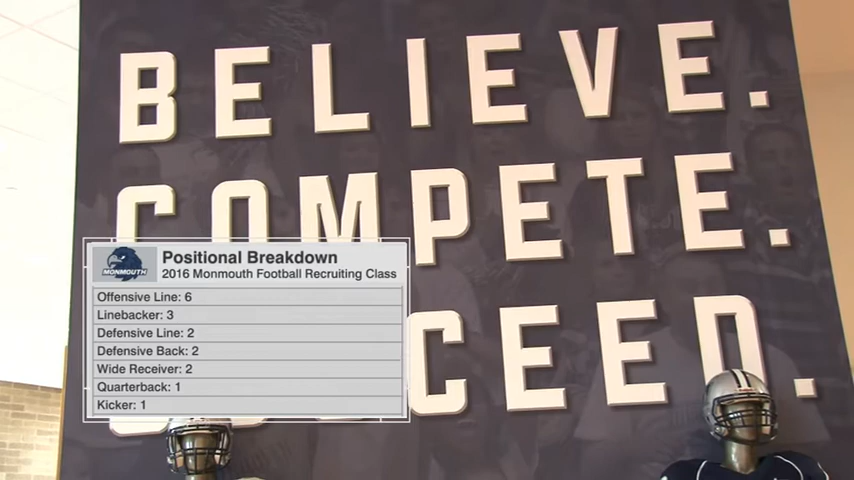 BELIEVE.
COMPETE.
CEED.
MONMOUTH
Positional Breakdown
2016 Monmouth Football Recruiting Class
Offensive Line: 6
Linebacker: 3
Defensive Line: 2
Defensive Back: 2
Wide Receiver: 2
Quarterback: 1
Kicker: 1